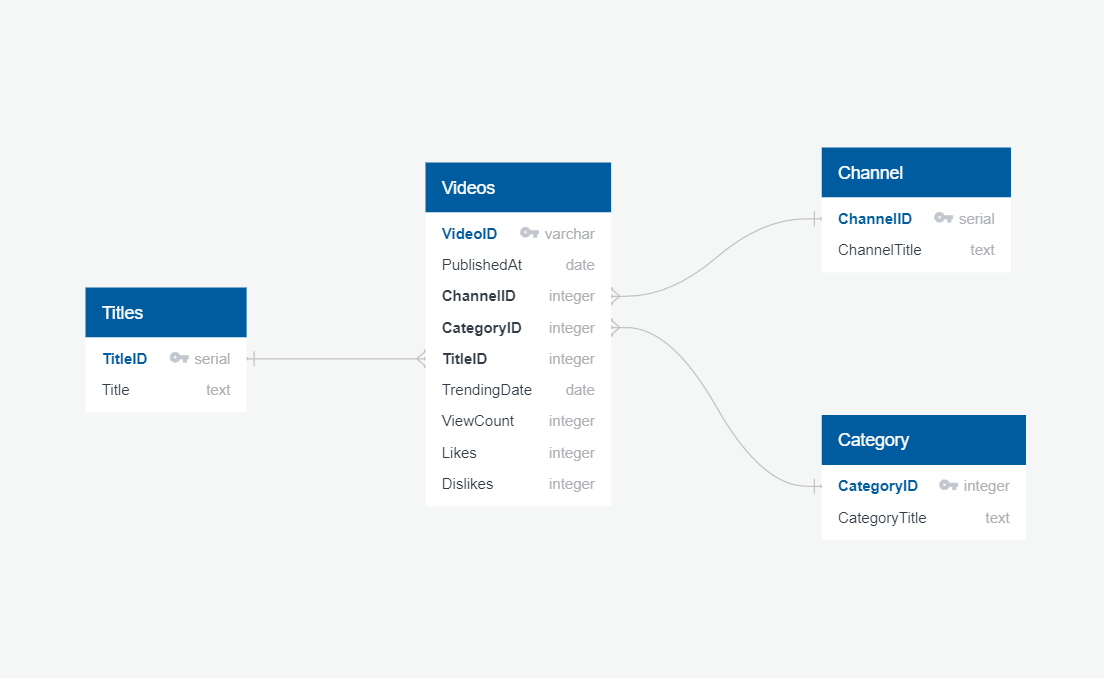 Titles
TitleID serial
Title text
Videos
VideoID varchar
PublishedAt date
ChannelID integer
CategoryID integer
TitleID integer
TrendingDate date
ViewCount integer
Likes integer
Dislikes integer
Channel
ChannelID serial
ChannelTitle text
Category
CategoryID integer
CategoryTitle text